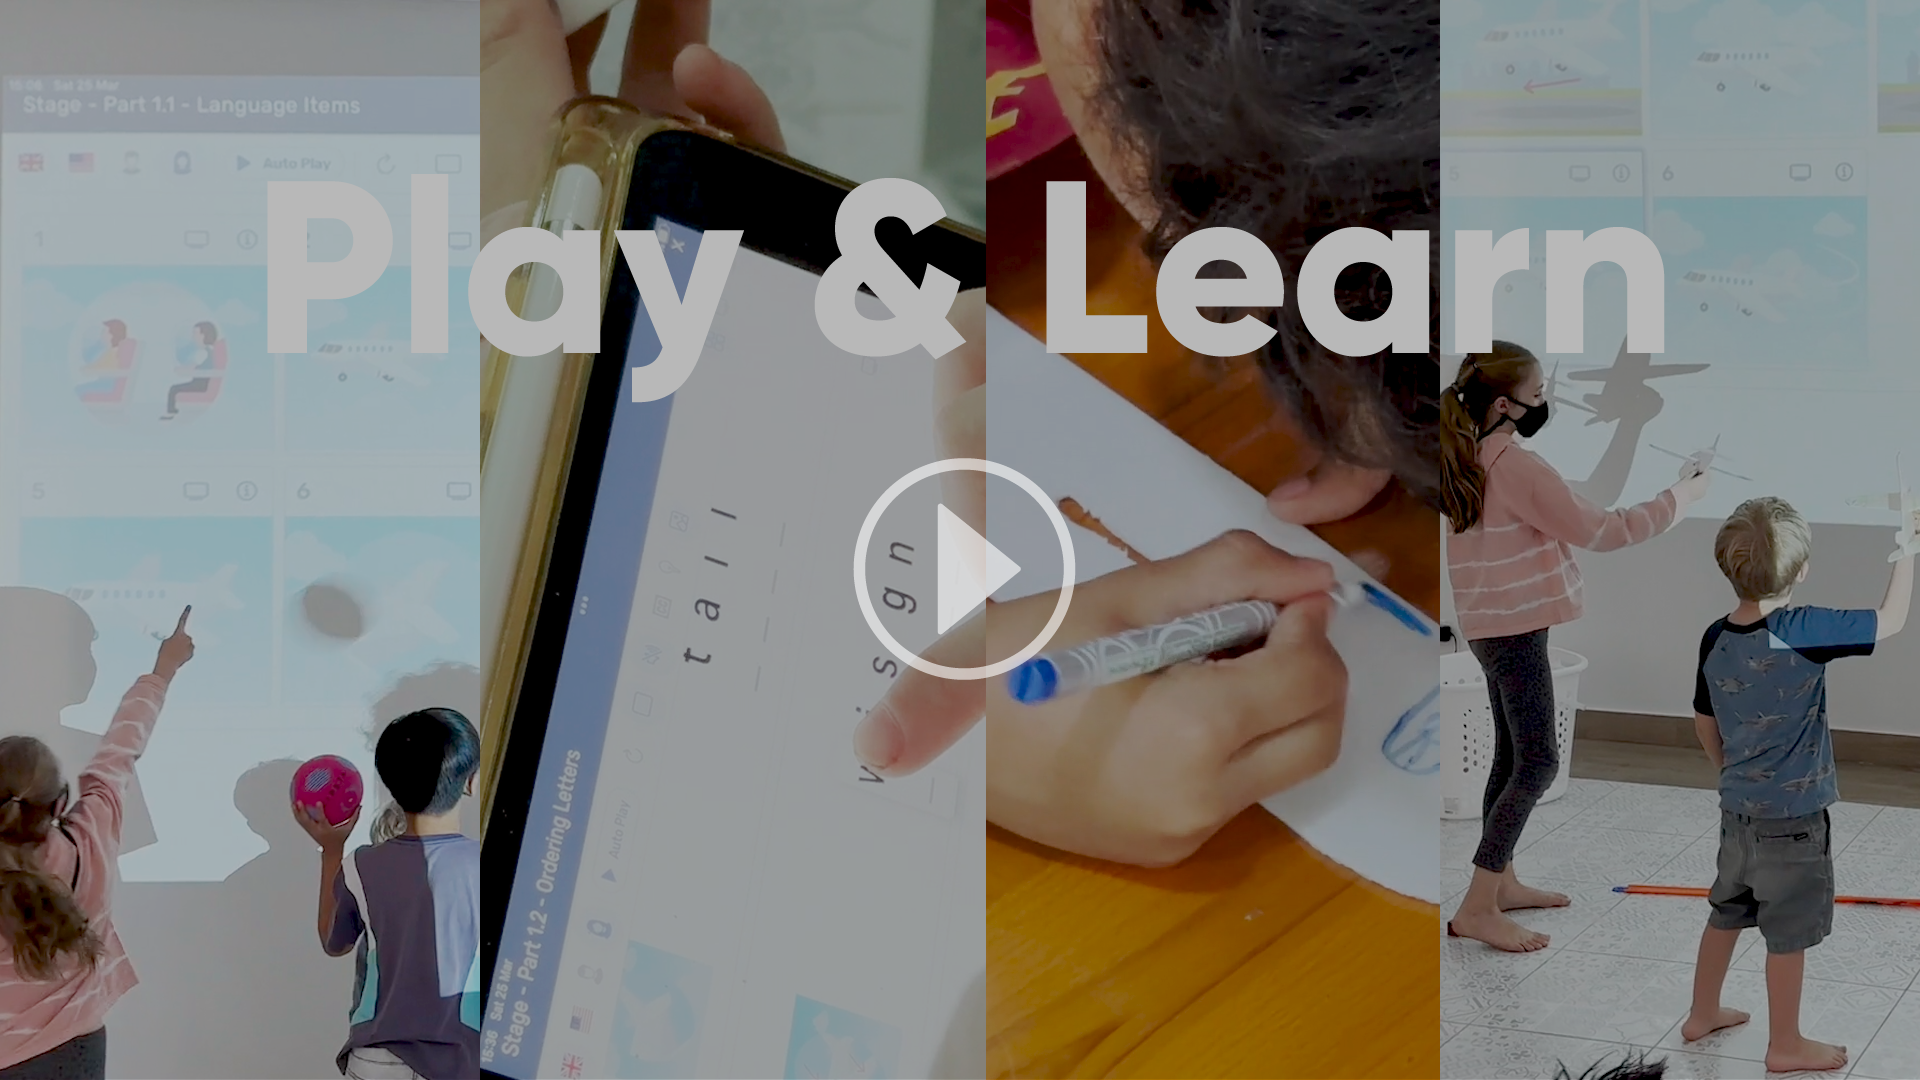 Play & Learn
15:06 Sat 25 Mar
Stage - Part 1.1 - Language Items
Auto Play
1
5
6
15:36 Sat 25 Mar
Stage - Part 1.2 - Ordering Letters
Auto Play
t a i l
s g n
5
6